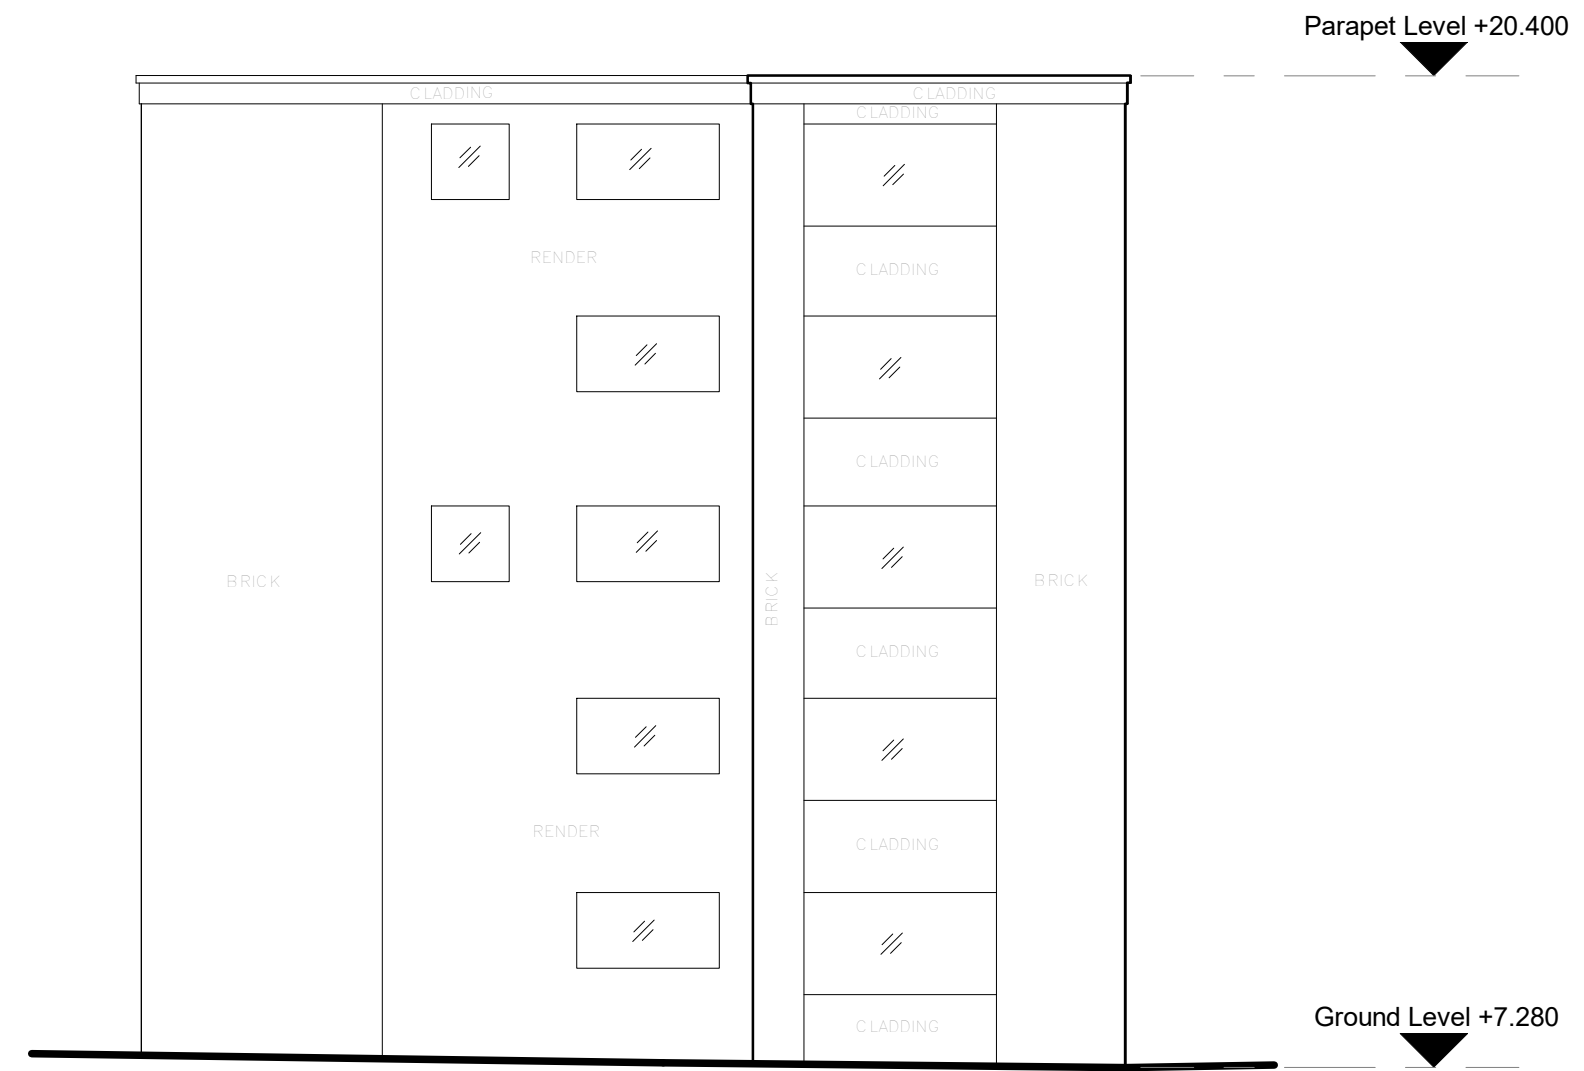 Parapet Level +20.400
CLADDING
CLADDING
CLADDING
RENDER
CLADDING
CLADDING
BRICK
BRICK
BRICK
CLADDING
RENDER
CLADDING
Ground Level +7.280
CLADDING